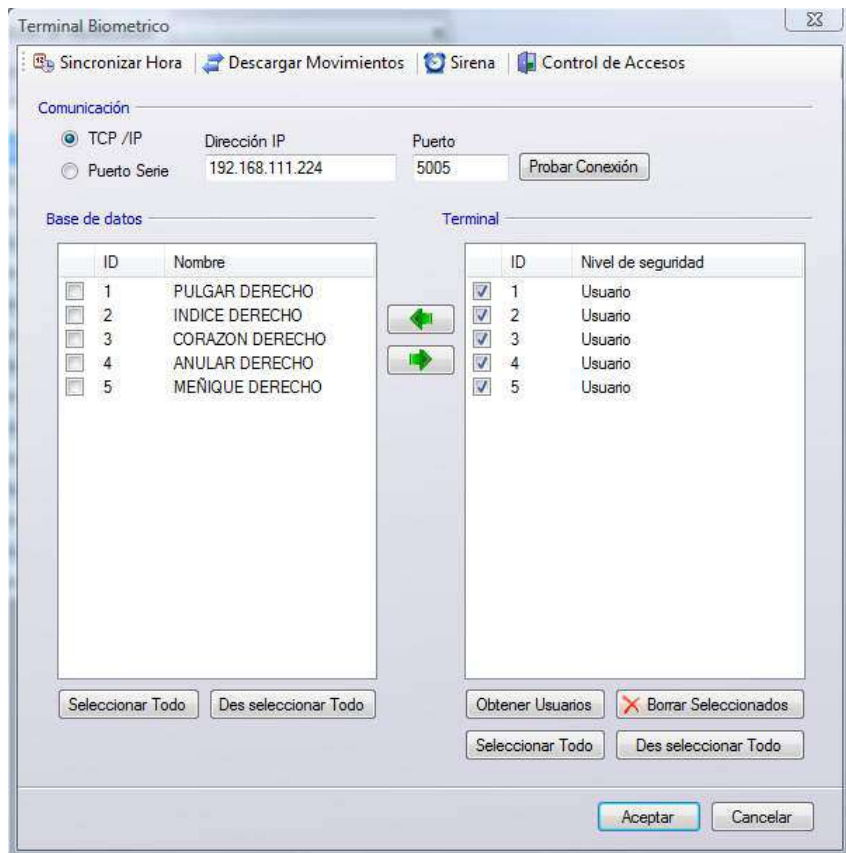 Terminal Biometrico
Sincronizar Hora Descargar Movimientos Sirena Control de Accesos
Comunicación
TCP /IP Dirección IP Puerto
Puerto Serie 192.168.111.224 5005 Probar Conexión
Base de datos Terminal
ID Nombre ID Nivel de seguridad
1 PULGAR DERECHO 1 Usuario
2 INDICE DERECHO 2 Usuario
3 CORAZON DERECHO 3 Usuario
4 ANULAR DERECHO 4 Usuario
5 MEÑIQUE DERECHO 5 Usuario
Seleccionar Todo Des seleccionar Todo Obtener Usuarios Borrar Seleccionados
Seleccionar Todo Des seleccionar Todo
Aceptar Cancelar